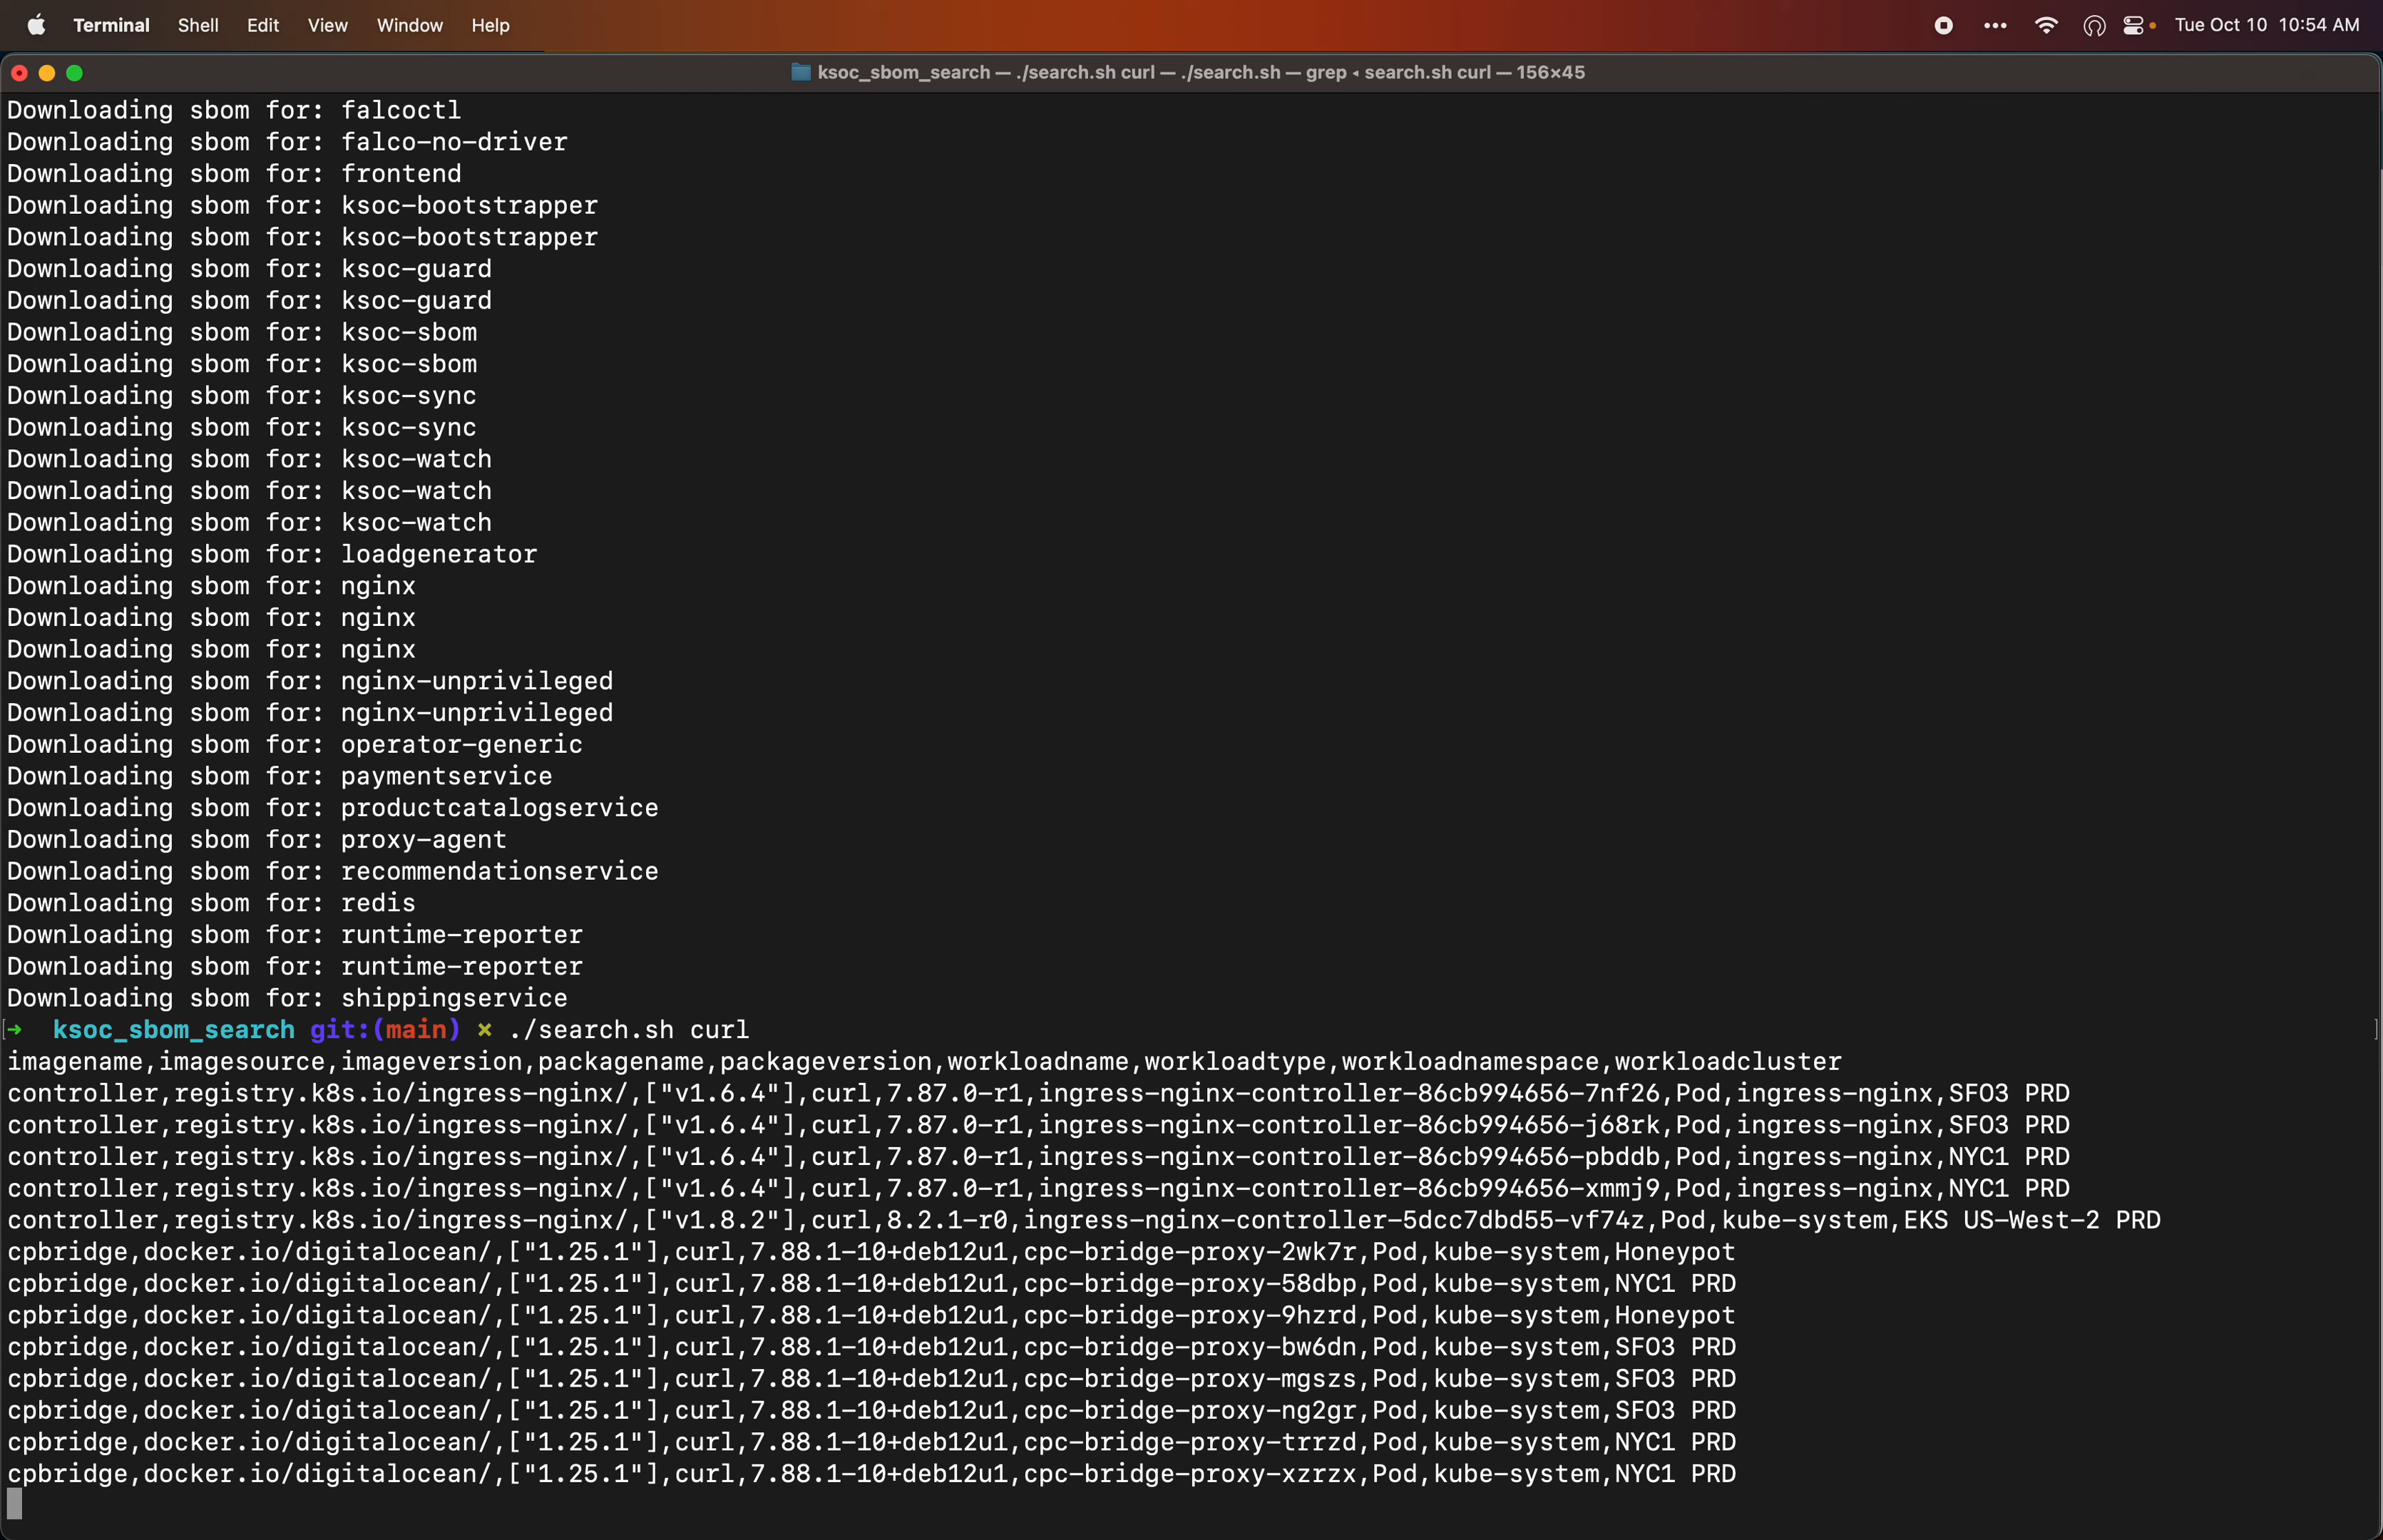 Terminal Shell Edit View Window Help Tue Oct 10 10:54 AM
ksoc_sbom_search — ./search.sh curl — ./search.sh — grep ◂ search.sh curl — 156×45
Downloading sbom for: falcoctl
Downloading sbom for: falco-no-driver
Downloading sbom for: frontend
Downloading sbom for: ksoc-bootstrapper
Downloading sbom for: ksoc-bootstrapper
Downloading sbom for: ksoc-guard
Downloading sbom for: ksoc-guard
Downloading sbom for: ksoc-sbom
Downloading sbom for: ksoc-sbom
Downloading sbom for: ksoc-sync
Downloading sbom for: ksoc-sync
Downloading sbom for: ksoc-watch
Downloading sbom for: ksoc-watch
Downloading sbom for: ksoc-watch
Downloading sbom for: loadgenerator
Downloading sbom for: nginx
Downloading sbom for: nginx
Downloading sbom for: nginx
Downloading sbom for: nginx-unprivileged
Downloading sbom for: nginx-unprivileged
Downloading sbom for: operator-generic
Downloading sbom for: paymentservice
Downloading sbom for: productcatalogservice
Downloading sbom for: proxy-agent
Downloading sbom for: recommendationservice
Downloading sbom for: redis
Downloading sbom for: runtime-reporter
Downloading sbom for: runtime-reporter
Downloading sbom for: shippingservice
[→ ksoc_sbom_search git:(main) × ./search.sh curl ]
imagename,imagesource,imageversion,packagename,packageversion,workloadname,workloadtype,workloadnamespace,workloadcluster
controller,registry.k8s.io/ingress-nginx/,["v1.6.4"],curl,7.87.0-r1,ingress-nginx-controller-86cb994656-7nf26,Pod,ingress-nginx,SFO3 PRD
controller,registry.k8s.io/ingress-nginx/,["v1.6.4"],curl,7.87.0-r1,ingress-nginx-controller-86cb994656-j68rk,Pod,ingress-nginx,SFO3 PRD
controller,registry.k8s.io/ingress-nginx/,["v1.6.4"],curl,7.87.0-r1,ingress-nginx-controller-86cb994656-pbddb,Pod,ingress-nginx,NYC1 PRD
controller,registry.k8s.io/ingress-nginx/,["v1.6.4"],curl,7.87.0-r1,ingress-nginx-controller-86cb994656-xmmj9,Pod,ingress-nginx,NYC1 PRD
controller,registry.k8s.io/ingress-nginx/,["v1.8.2"],curl,8.2.1-r0,ingress-nginx-controller-5dcc7dbd55-vf74z,Pod,kube-system,EKS US-West-2 PRD
cpbridge,docker.io/digitalocean/,["1.25.1"],curl,7.88.1-10+deb12u1,cpc-bridge-proxy-2wk7r,Pod,kube-system,Honeypot
cpbridge,docker.io/digitalocean/,["1.25.1"],curl,7.88.1-10+deb12u1,cpc-bridge-proxy-58dbp,Pod,kube-system,NYC1 PRD
cpbridge,docker.io/digitalocean/,["1.25.1"],curl,7.88.1-10+deb12u1,cpc-bridge-proxy-9hzrd,Pod,kube-system,Honeypot
cpbridge,docker.io/digitalocean/,["1.25.1"],curl,7.88.1-10+deb12u1,cpc-bridge-proxy-bw6dn,Pod,kube-system,SFO3 PRD
cpbridge,docker.io/digitalocean/,["1.25.1"],curl,7.88.1-10+deb12u1,cpc-bridge-proxy-mgszs,Pod,kube-system,SFO3 PRD
cpbridge,docker.io/digitalocean/,["1.25.1"],curl,7.88.1-10+deb12u1,cpc-bridge-proxy-ng2gr,Pod,kube-system,SFO3 PRD
cpbridge,docker.io/digitalocean/,["1.25.1"],curl,7.88.1-10+deb12u1,cpc-bridge-proxy-trrzd,Pod,kube-system,NYC1 PRD
cpbridge,docker.io/digitalocean/,["1.25.1"],curl,7.88.1-10+deb12u1,cpc-bridge-proxy-xzrzx,Pod,kube-system,NYC1 PRD